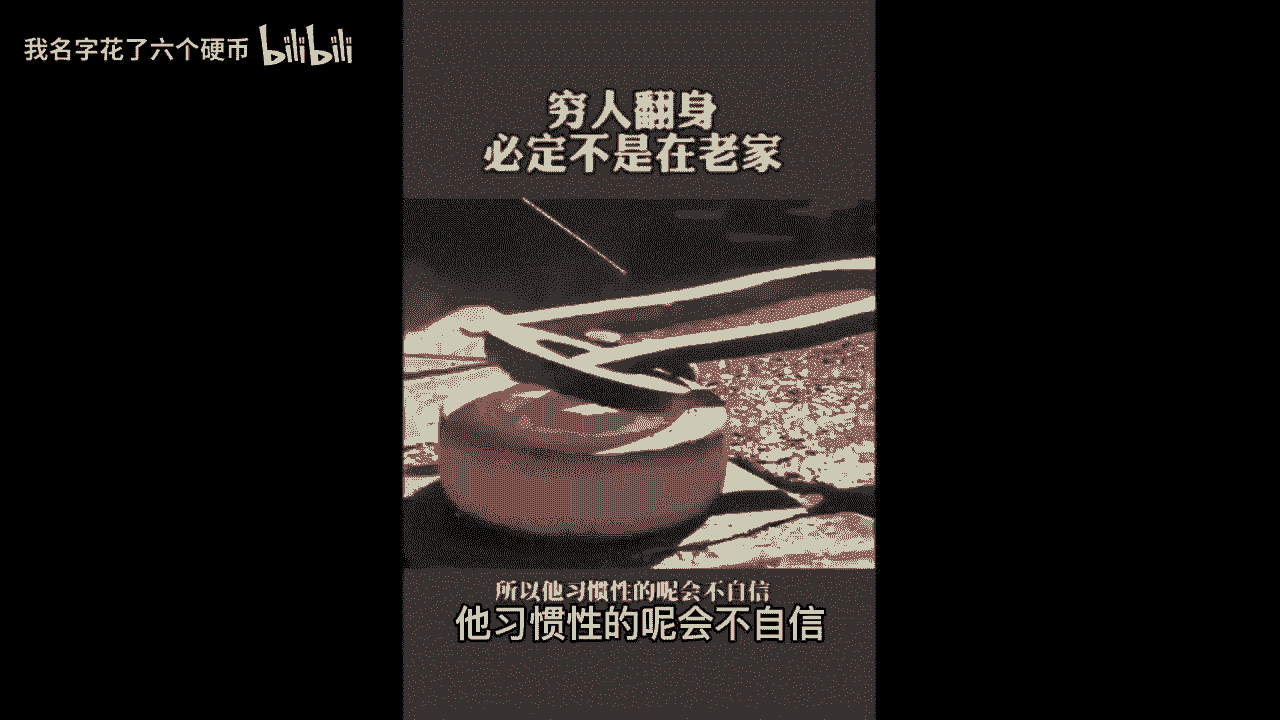 我名字花了六个硬币 bilibili
穷人翻身
必定不是在老家
所以他习惯性的呢会不自信
他习惯性的呢会不自信